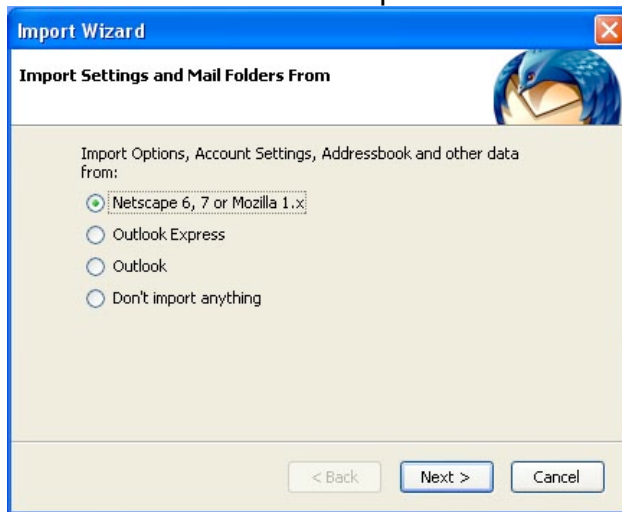 Import Wizard
Import Settings and Mail Folders From
Import Options, Account Settings, Addressbook and other data
from:
Netscape 6, 7 or Mozilla 1.x
Outlook Express
Outlook
Don't import anything
< Back Next > Cancel